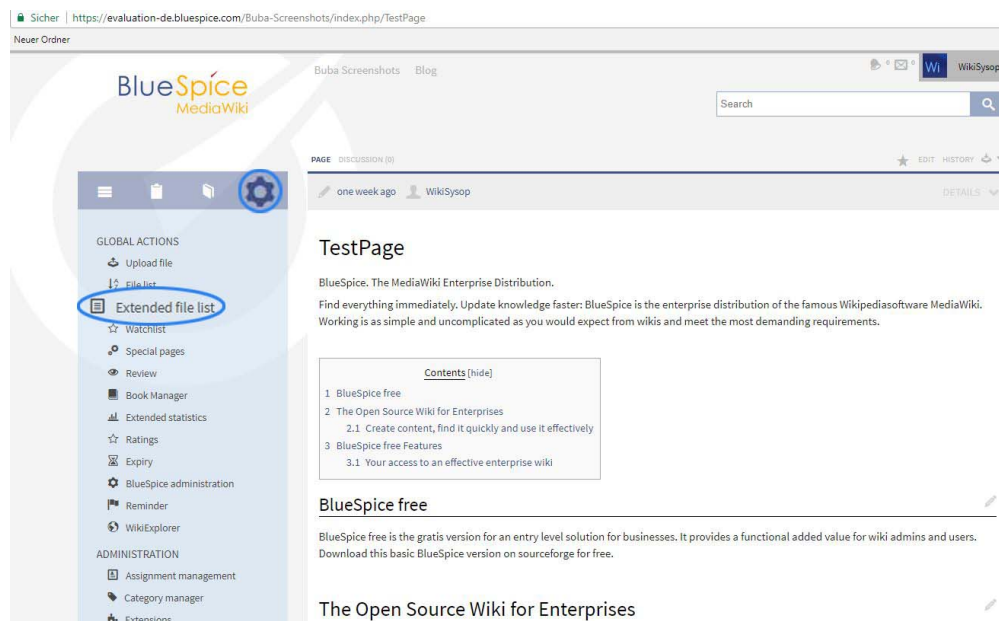 Sicher | https://evaluation-de.bluespice.com/Buba-Screenshots/index.php/TestPage
Neuer Ordner
BlueSpice
MediaWiki
Buba Screenshots Blog
0 0 Wi WikiSysop
Search
PAGE DISCUSSION (0)
EDIT HISTORY
one week ago WikiSysop
DETAILS
GLOBAL ACTIONS
Upload file
File list
Extended file list
Watchlist
Special pages
Review
Book Manager
Extended statistics
Ratings
Expiry
BlueSpice administration
Reminder
WikiExplorer
ADMINISTRATION
Assignment management
Category manager
Extensions
TestPage
BlueSpice. The MediaWiki Enterprise Distribution.
Find everything immediately. Update knowledge faster: BlueSpice is the enterprise distribution of the famous Wikipediasoftware MediaWiki.
Working is as simple and uncomplicated as you would expect from wikis and meet the most demanding requirements.
Contents [hide]
1 BlueSpice free
2 The Open Source Wiki for Enterprises
2.1 Create content, find it quickly and use it effectively
3 BlueSpice free Features
3.1 Your access to an effective enterprise wiki
BlueSpice free
BlueSpice free is the gratis version for an entry level solution for businesses. It provides a functional added value for wiki admins and users.
Download this basic BlueSpice version on sourceforge for free.
The Open Source Wiki for Enterprises